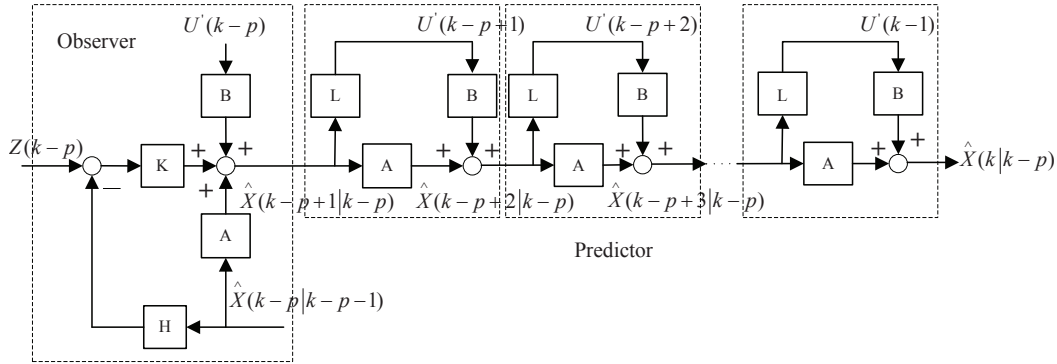 Observer
U'(k-p)
U'(k-p+1)
U'(k-p+2)
U'(k-1)
B
L
B
L
B
L
B
Z(k-p)
K
+
+
+
−
A
+
+
A
+
+
· · · ·
A
+
+
X̂(k|k-p)
X̂(k-p+1|k-p)
X̂(k-p+2|k-p)
X̂(k-p+3|k-p)
A
Predictor
X̂(k-p|k-p-1)
H